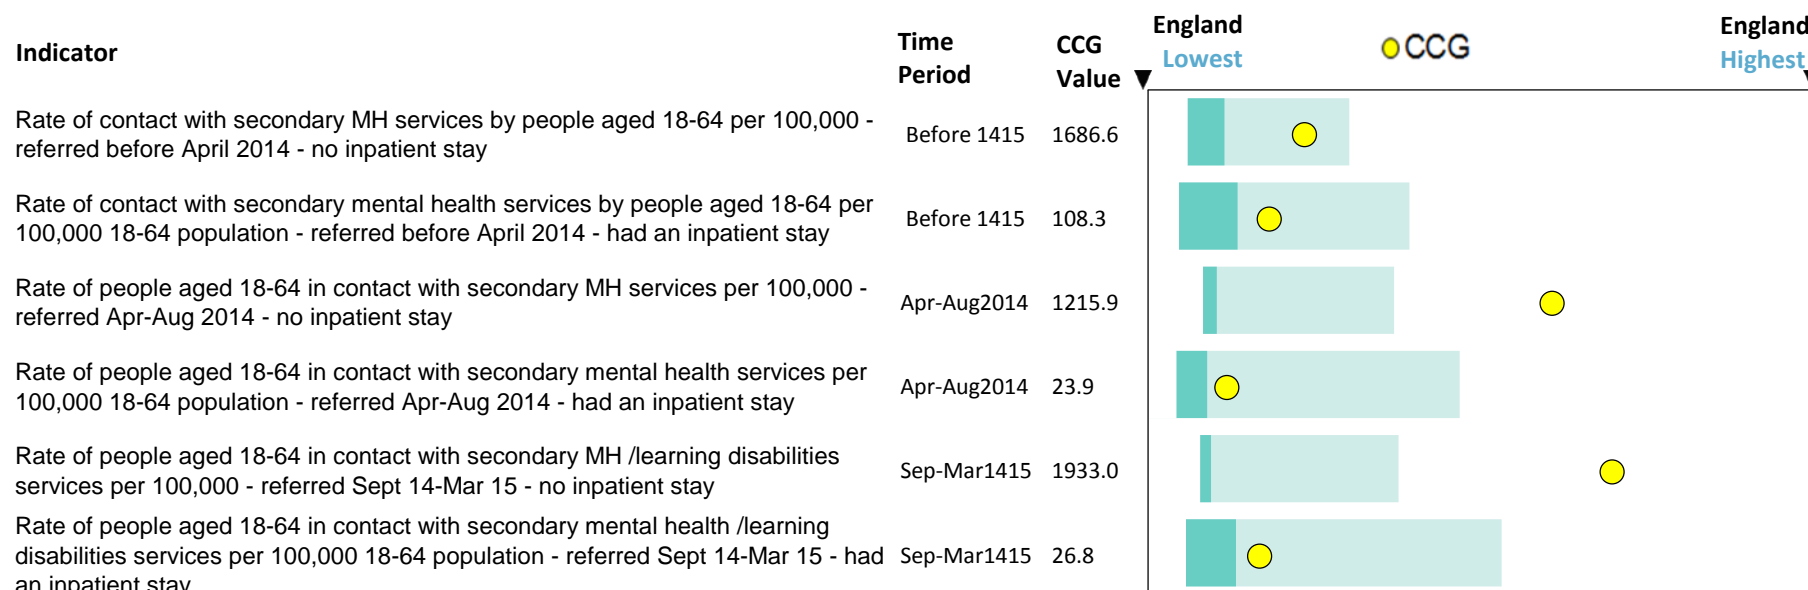 Indicator
Time
Period
CCG
Value
England
Lowest
CCG
England
Highest
Rate of contact with secondary MH services by people aged 18-64 per 100,000 -
referred before April 2014 - no inpatient stay
Before 1415
1686.6
Rate of contact with secondary mental health services by people aged 18-64 per
100,000 18-64 population - referred before April 2014 - had an inpatient stay
Before 1415
108.3
Rate of people aged 18-64 in contact with secondary MH services per 100,000 -
referred Apr-Aug 2014 - no inpatient stay
Apr-Aug2014
1215.9
Rate of people aged 18-64 in contact with secondary mental health services per
100,000 18-64 population - referred Apr-Aug 2014 - had an inpatient stay
Apr-Aug2014
23.9
Rate of people aged 18-64 in contact with secondary MH /learning disabilities
services per 100,000 - referred Sept 14-Mar 15 - no inpatient stay
Sep-Mar1415
1933.0
Rate of people aged 18-64 in contact with secondary mental health /learning
disabilities services per 100,000 18-64 population - referred Sept 14-Mar 15 - had
an inpatient stay
Sep-Mar1415
26.8